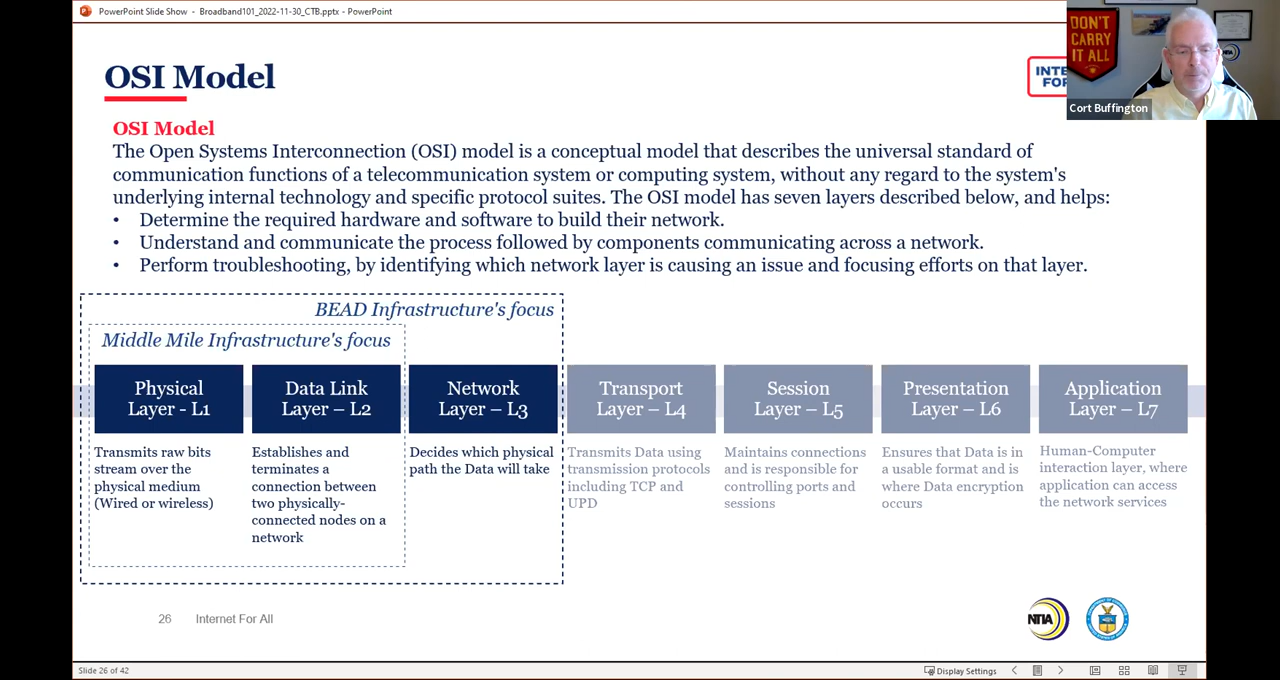 PowerPoint Slide Show - Broadband101_2022-11-30_CTB.pptx - PowerPoint
DON'T
CARRY
IT ALL
Cort Buffington
OSI Model
INTE
FOR
OSI Model
The Open Systems Interconnection (OSI) model is a conceptual model that describes the universal standard of
communication functions of a telecommunication system or computing system, without any regard to the system's
underlying internal technology and specific protocol suites. The OSI model has seven layers described below, and helps:
• Determine the required hardware and software to build their network.
• Understand and communicate the process followed by components communicating across a network.
• Perform troubleshooting, by identifying which network layer is causing an issue and focusing efforts on that layer.
BEAD Infrastructure's focus
Middle Mile Infrastructure's focus
Physical
Layer - L1
Transmits raw bits
stream over the
physical medium
(Wired or wireless)
Data Link
Layer – L2
Establishes and
terminates a
connection between
two physically-
connected nodes on a
network
Network
Layer – L3
Decides which physical
path the Data will take
Transport
Layer – L4
Transmits Data using
transmission protocols
including TCP and
UPD
Session
Layer – L5
Maintains connections
and is responsible for
controlling ports and
sessions
Presentation
Layer – L6
Ensures that Data is in
a usable format and is
where Data encryption
occurs
Application
Layer – L7
Human-Computer
interaction layer, where
application can access
the network services
26 Internet For All
NTIA
Slide 26 of 42
Display Settings